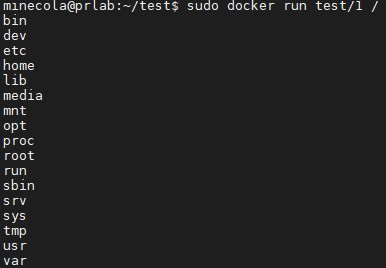 minecola@prlab:~/test$ sudo docker run test/1 /
bin
dev
etc
home
lib
media
mnt
opt
proc
root
run
sbin
srv
sys
tmp
usr
var